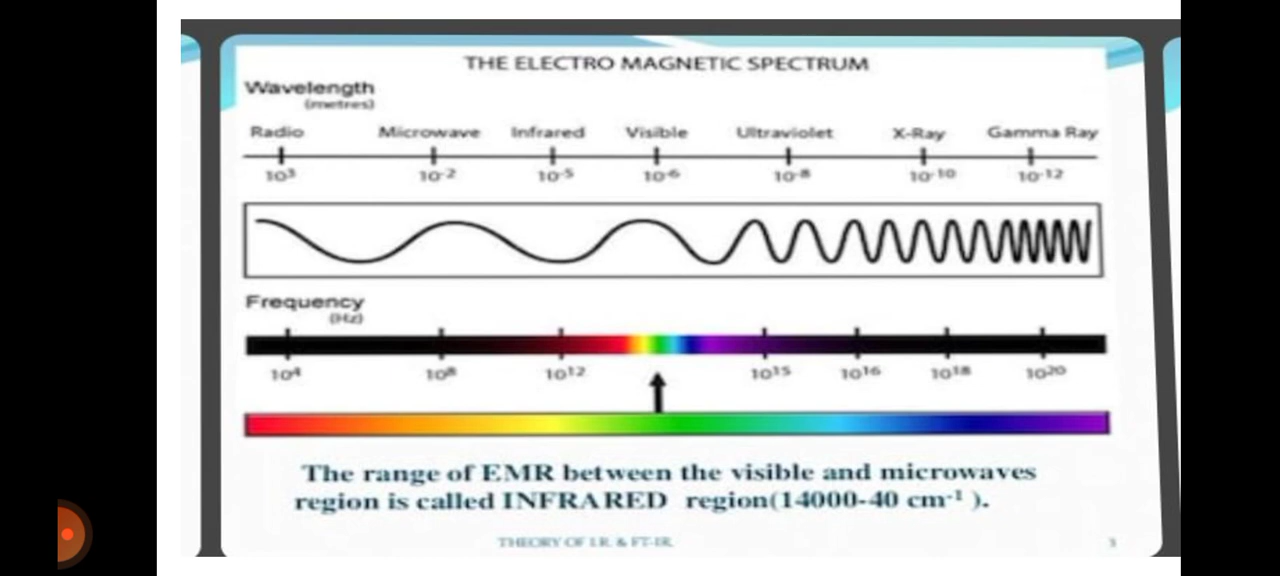 THE ELECTRO MAGNETIC SPECTRUM
Wavelength
(metres)
Radio Microwave Infrared Visible Ultraviolet X-Ray Gamma Ray
10³ 10⁻² 10⁻⁵ 10⁻⁶ 10⁻⁸ 10⁻¹⁰ 10⁻¹²
Frequency
(Hz)
10⁴ 10⁸ 10¹² 10¹⁵ 10¹⁶ 10¹⁸ 10²⁰
The range of EMR between the visible and microwaves
region is called INFRARED region(14000-40 cm⁻¹ ).
THEORY OF I.R. & FT-IR. 3